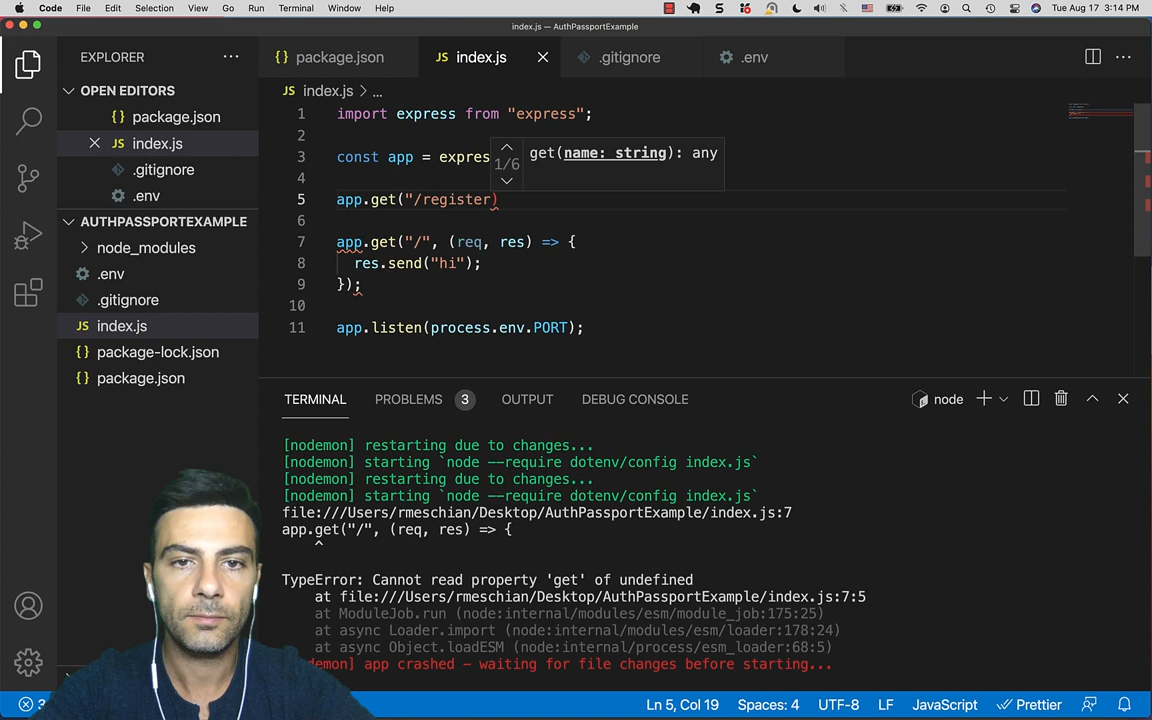 Code File Edit Selection View Go Run Terminal Window Help Tue Aug 17 3:14 PM
index.js — AuthPassportExample
EXPLORER
{} package.json
JS index.js
.gitignore
.env
OPEN EDITORS
{} package.json
JS index.js
.gitignore
.env
AUTHPASSPORTEXAMPLE
node_modules
.env
.gitignore
JS index.js
{} package-lock.json
{} package.json
JS index.js > ...
1 import express from "express";
2
3 const app = expres
1/6 get(name: string): any
4
5 app.get("/register)
6
7 app.get("/", (req, res) => {
8 res.send("hi");
9 });
10
11 app.listen(process.env.PORT);
TERMINAL PROBLEMS 3 OUTPUT DEBUG CONSOLE node
[nodemon] restarting due to changes...
[nodemon] starting `node --require dotenv/config index.js`
[nodemon] restarting due to changes...
[nodemon] starting `node --require dotenv/config index.js`
file:///Users/rmeschian/Desktop/AuthPassportExample/index.js:7
app.get("/", (req, res) => {
^
TypeError: Cannot read property 'get' of undefined
at file:///Users/rmeschian/Desktop/AuthPassportExample/index.js:7:5
at ModuleJob.run (node:internal/modules/esm/module_job:175:25)
at async Loader.import (node:internal/modules/esm/loader:178:24)
at async Object.loadESM (node:internal/process/esm_loader:68:5)
demon] app crashed - waiting for file changes before starting...
3 Ln 5, Col 19 Spaces: 4 UTF-8 LF JavaScript Prettier